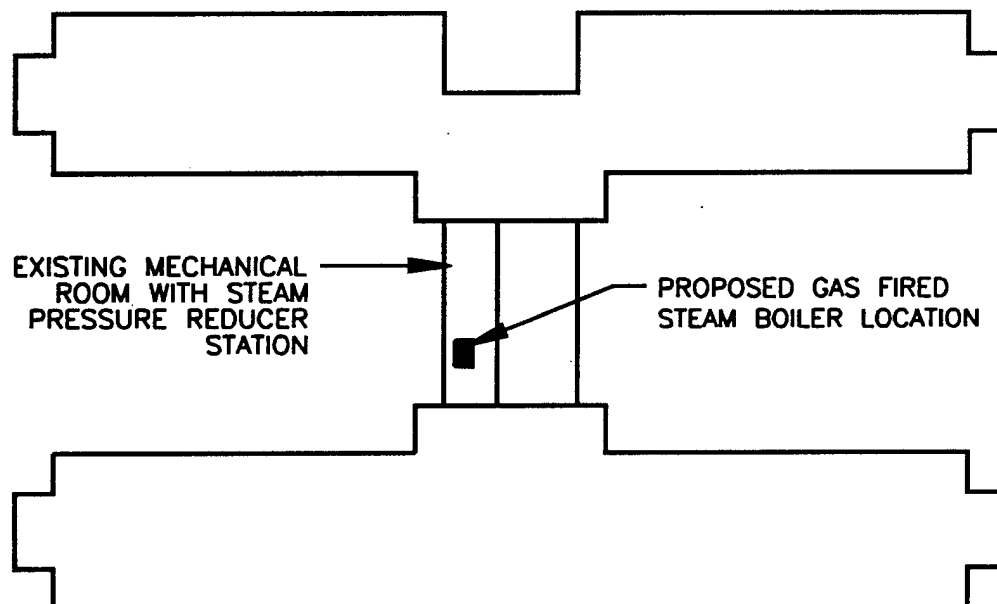 EXISTING MECHANICAL
ROOM WITH STEAM
PRESSURE REDUCER
STATION
PROPOSED GAS FIRED
STEAM BOILER LOCATION